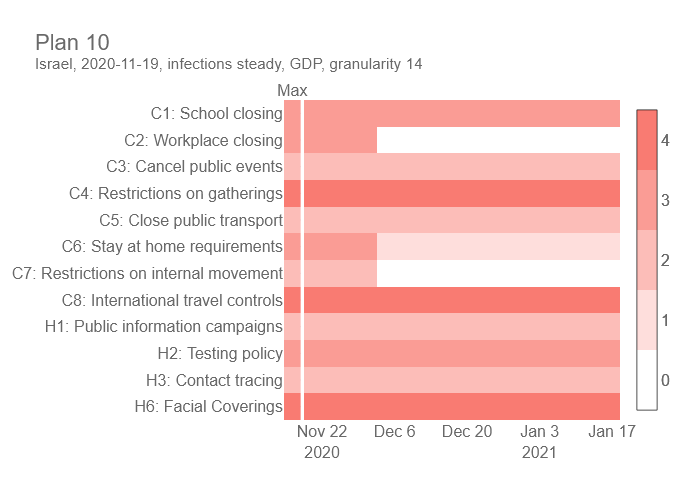 Plan 10
Israel, 2020-11-19, infections steady, GDP, granularity 14
Max
C1: School closing
C2: Workplace closing
C3: Cancel public events
C4: Restrictions on gatherings
C5: Close public transport
C6: Stay at home requirements
C7: Restrictions on internal movement
C8: International travel controls
H1: Public information campaigns
H2: Testing policy
H3: Contact tracing
H6: Facial Coverings
Nov 22 Dec 6 Dec 20 Jan 3 Jan 17
2020 2021
4
3
2
1
0